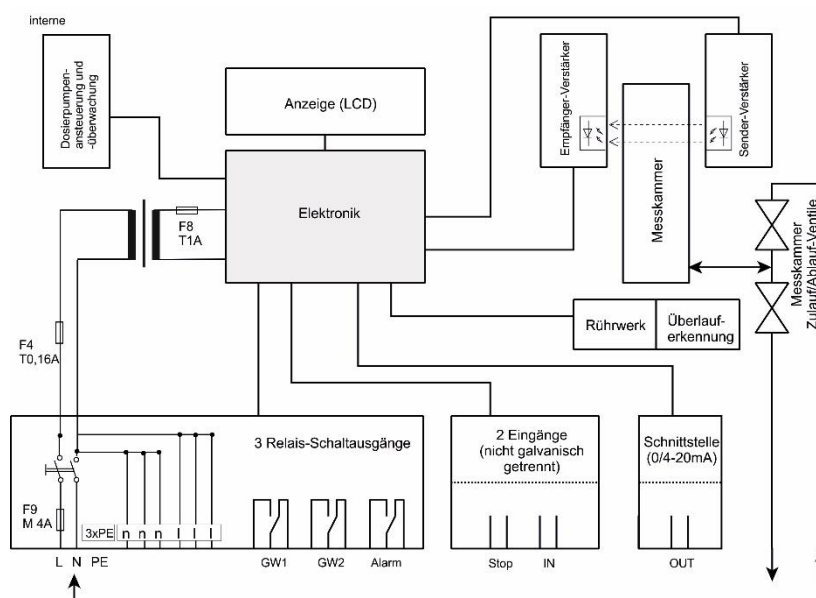 interne
Dosierpumpen-
ansteuerung und
-überwachung
Anzeige (LCD)
Empfänger-Verstärker
Sender-Verstärker
Messkammer
Elektronik
F8
T1A
Messkammer
Zulauf/Ablauf-Ventile
F4
T0,16A
Rührwerk
Überlauf-
erkennung
3 Relais-Schaltausgänge
2 Eingänge
(nicht galvanisch
getrennt)
Schnittstelle
(0/4-20mA)
F9
M 4A
3xPE n n n l l l
L N PE
GW1 GW2 Alarm
Stop IN
OUT